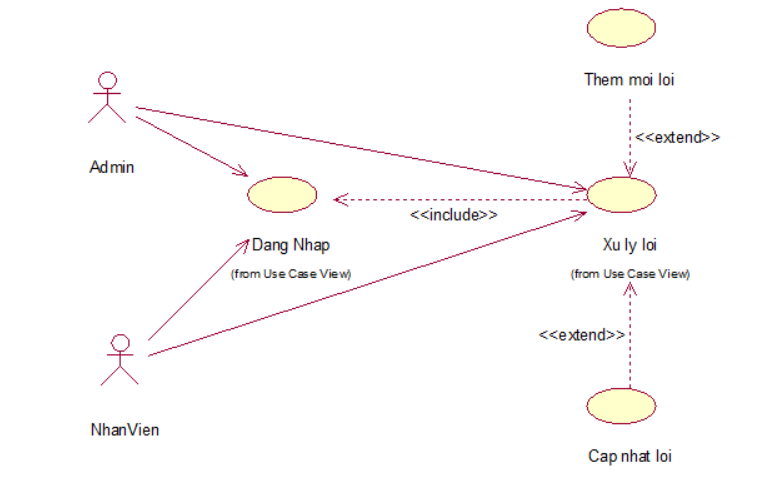 Them moi loi
<<extend>>
Admin
<<include>>
Dang Nhap
(from Use Case View)
Xu ly loi
(from Use Case View)
<<extend>>
NhanVien
Cap nhat loi